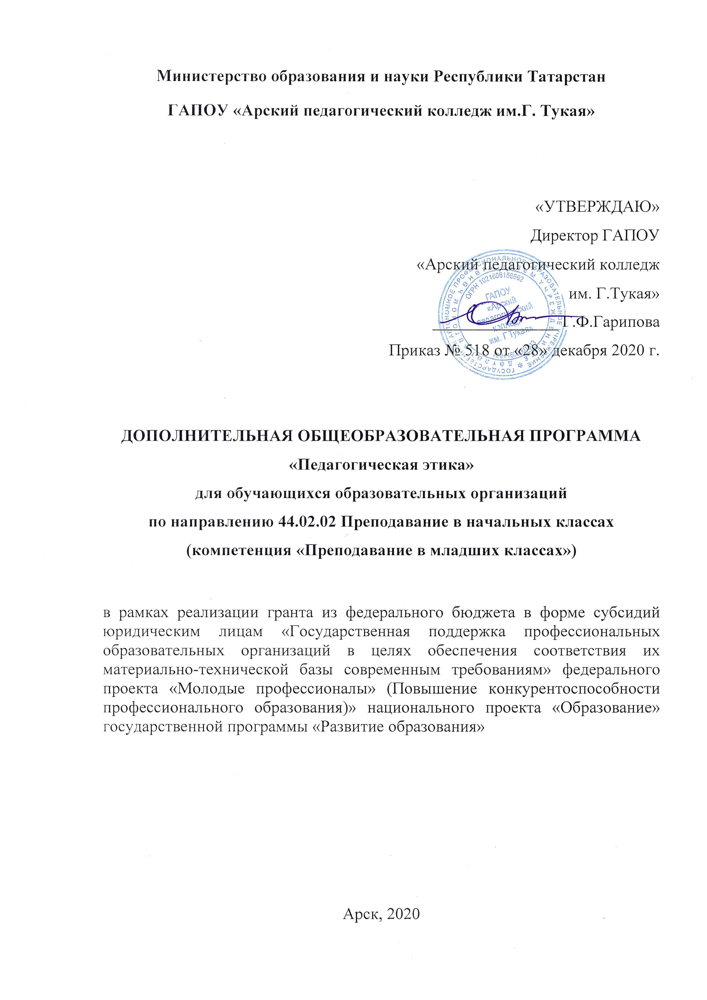 Министерство образования и науки Республики Татарстан
ГАПОУ «Арский педагогический колледж им.Г. Тукая»
«УТВЕРЖДАЮ»
Директор ГАПОУ
«Арский педагогический колледж
им. Г.Тукая»
Г.Ф.Гарипова
Приказ № 518 от «28» декабря 2020 г.
ОГРН 1021606156692
ГАПОУ
«Арский
педагогический
колледж
им. Г.Тукая»
ДОПОЛНИТЕЛЬНАЯ ОБЩЕОБРАЗОВАТЕЛЬНАЯ ПРОГРАММА
«Педагогическая этика»
для обучающихся образовательных организаций
по направлению 44.02.02 Преподавание в начальных классах
(компетенция «Преподавание в младших классах»)
в рамках реализации гранта из федерального бюджета в форме субсидий
юридическим лицам «Государственная поддержка профессиональных
образовательных организаций в целях обеспечения соответствия их
материально-технической базы современным требованиям» федерального
проекта «Молодые профессионалы» (Повышение конкурентоспособности
профессионального образования)» национального проекта «Образование»
государственной программы «Развитие образования»
Арск, 2020